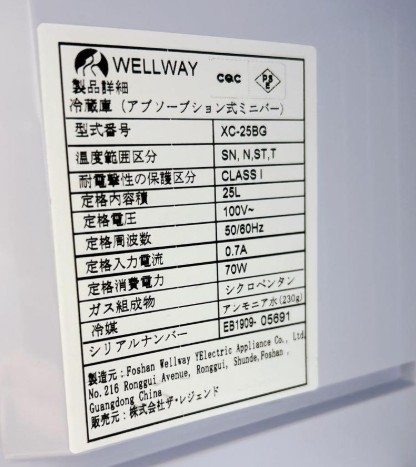 WELLWAY CQC PSE
製品詳細
冷蔵庫（アブソーブション式ミニバー）
型式番号 XC-25BG
温度範囲区分 SN, N,ST,T
耐電撃性の保護区分 CLASS I
定格内容積 25L
定格電圧 100V~
定格周波数 50/60Hz
定格入力電流 0.7A
定格消費電力 70W
ガス組成物 シクロペンタン
冷媒 アンモニア水(230g)
シリアルナンバー EB1909- 05691
製造元：Foshan Wellway YElectric Appliance Co., Ltd.
No.216 Ronggui Avenue, Ronggui, Shunde,Foshan ,
Guangdong China.
販売元：株式会社ザ・レジェンド